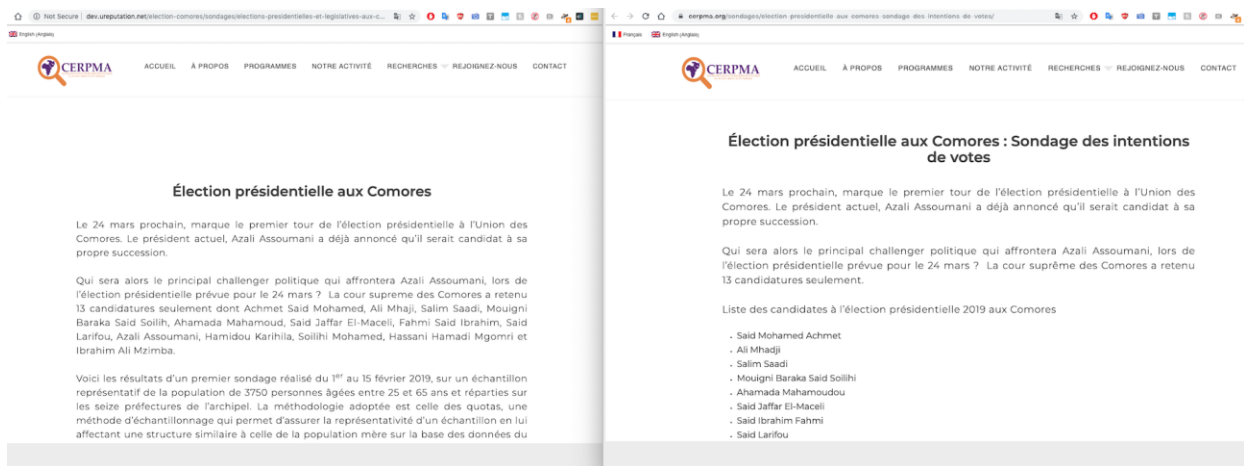 Not Secure | dev.ureputation.net/election-comores/sondages/elections-presidentielles-et-legislatives-aux-c...
English (Anglais)
CERPMA
ACCUEIL À PROPOS PROGRAMMES NOTRE ACTIVITÉ RECHERCHES REJOIGNEZ-NOUS CONTACT
Élection présidentielle aux Comores
Le 24 mars prochain, marque le premier tour de l'élection présidentielle à l'Union des
Comores. Le président actuel, Azali Assoumani a déjà annoncé qu'il serait candidat à sa
propre succession.
Qui sera alors le principal challenger politique qui affrontera Azali Assoumani, lors de
l'élection présidentielle prévue pour le 24 mars ? La cour supreme des Comores a retenu
13 candidatures seulement dont Achmet Said Mohamed, Ali Mhaji, Salim Saadi, Mouigni
Baraka Said Soilih, Ahamada Mahamoud, Said Jaffar El-Maceli, Fahmi Said Ibrahim, Said
Larifou, Azali Assoumani, Hamidou Karihila, Soilihi Mohamed, Hassani Hamadi Mgomri et
Ibrahim Ali Mzimba.
Voici les résultats d'un premier sondage réalisé du 1er au 15 février 2019, sur un échantillon
représentatif de la population de 3750 personnes âgées entre 25 et 65 ans et réparties sur
les seize préfectures de l'archipel. La méthodologie adoptée est celle des quotas, une
méthode d'échantillonnage qui permet d'assurer la représentativité d'un échantillon en lui
affectant une structure similaire à celle de la population mère sur la base des données du
cerpma.org/sondages/election-presidentielle-aux-comores-sondage-des-intentions-de-votes/
Français English (Anglais)
CERPMA
ACCUEIL À PROPOS PROGRAMMES NOTRE ACTIVITÉ RECHERCHES REJOIGNEZ-NOUS CONTACT
Élection présidentielle aux Comores : Sondage des intentions
de votes
Le 24 mars prochain, marque le premier tour de l'élection présidentielle à l'Union des
Comores. Le président actuel, Azali Assoumani a déjà annoncé qu'il serait candidat à sa
propre succession.
Qui sera alors le principal challenger politique qui affrontera Azali Assoumani, lors de
l'élection présidentielle prévue pour le 24 mars ? La cour suprême des Comores a retenu
13 candidatures seulement.
Liste des candidates à l'élection présidentielle 2019 aux Comores
Said Mohamed Achmet
Ali Mhadji
Salim Saadi
Mouigni Baraka Said Soilihi
Ahamada Mahamoudou
Said Jaffar El-Maceli
Said Ibrahim Fahmi
Said Larifou